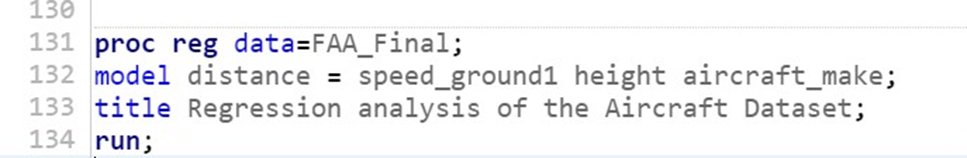 130
131 proc reg data=FAA_Final;
132 model distance = speed_ground1 height aircraft_make;
133 title Regression analysis of the Aircraft Dataset;
134 run;